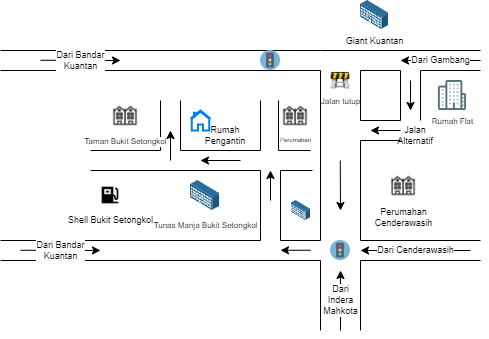 Giant Kuantan
Dari Bandar
Kuantan
Dari Gambang
Jalan tutup
Rumah Flat
Taman Bukit Setongkol
Rumah
Pengantin
Perumahan
Jalan
Alternatif
Shell Bukit Setongkol
Tunas Manja Bukit Setongkol
Perumahan
Cenderawasih
Dari Bandar
Kuantan
Dari Cenderawasih
Dari
Indera
Mahkota